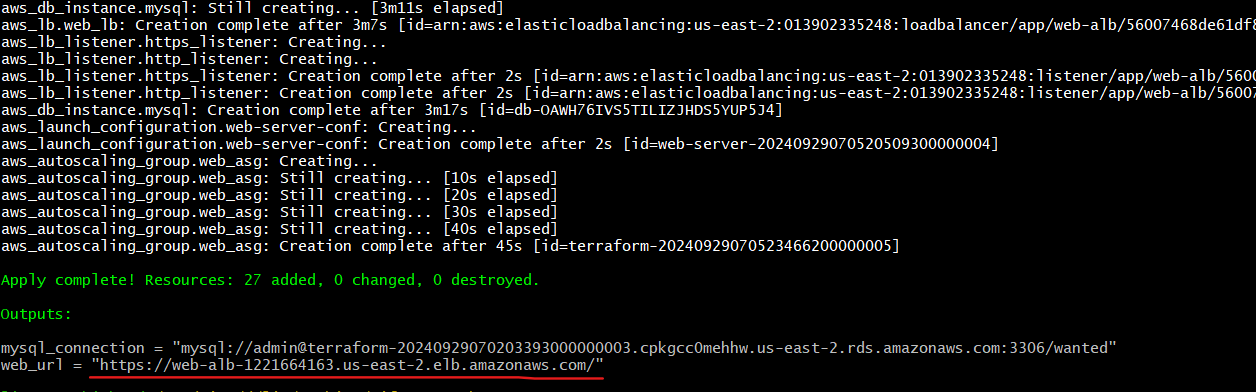 aws_db_instance.mysql: Still creating... [3m11s elapsed]
aws_lb.web_lb: Creation complete after 3m7s [id=arn:aws:elasticloadbalancing:us-east-2:013902335248:loadbalancer/app/web-alb/56007468de61df8
aws_lb_listener.https_listener: Creating...
aws_lb_listener.http_listener: Creating...
aws_lb_listener.https_listener: Creation complete after 2s [id=arn:aws:elasticloadbalancing:us-east-2:013902335248:listener/app/web-alb/5600
aws_lb_listener.http_listener: Creation complete after 2s [id=arn:aws:elasticloadbalancing:us-east-2:013902335248:listener/app/web-alb/56007
aws_db_instance.mysql: Creation complete after 3m17s [id=db-OAWH76IVS5TILIZJHDS5YUP5J4]
aws_launch_configuration.web-server-conf: Creating...
aws_launch_configuration.web-server-conf: Creation complete after 2s [id=web-server-20240929070520509300000004]
aws_autoscaling_group.web_asg: Creating...
aws_autoscaling_group.web_asg: Still creating... [10s elapsed]
aws_autoscaling_group.web_asg: Still creating... [20s elapsed]
aws_autoscaling_group.web_asg: Still creating... [30s elapsed]
aws_autoscaling_group.web_asg: Still creating... [40s elapsed]
aws_autoscaling_group.web_asg: Creation complete after 45s [id=terraform-20240929070523466200000005]
Apply complete! Resources: 27 added, 0 changed, 0 destroyed.
Outputs:
mysql_connection = "mysql://admin@terraform-20240929070203393000000003.cpkgcc0mehhw.us-east-2.rds.amazonaws.com:3306/wanted"
web_url = "https://web-alb-1221664163.us-east-2.elb.amazonaws.com/"